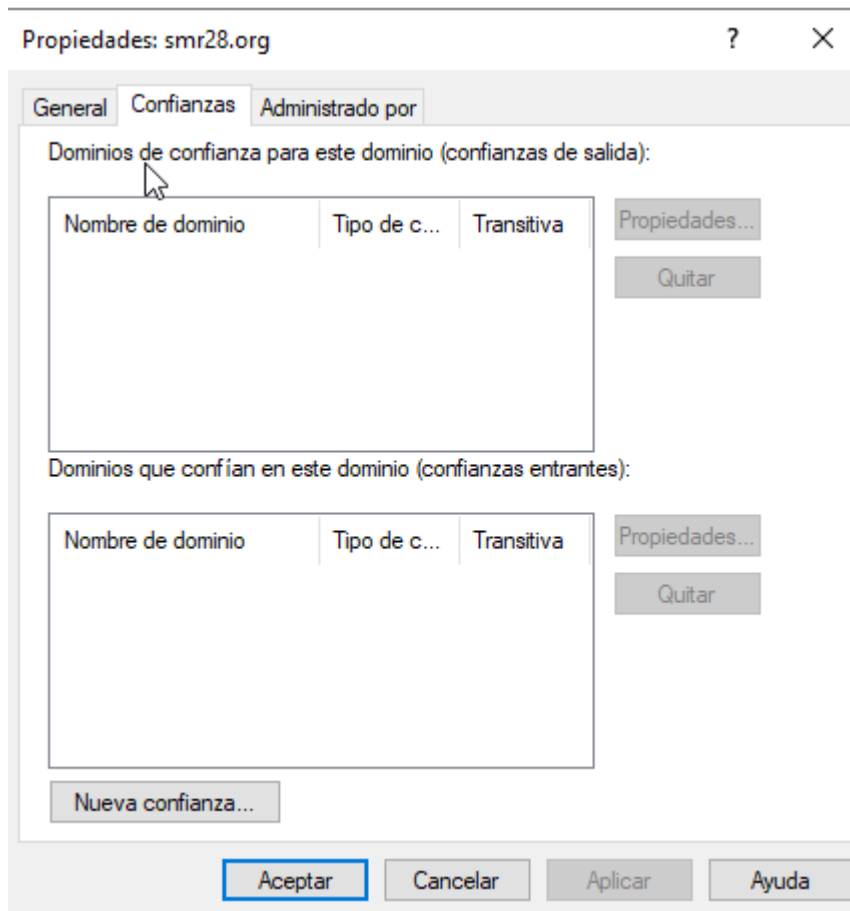 Propiedades: smr28.org ?
General Confianzas Administrado por
Dominios de confianza para este dominio (confianzas de salida):
Nombre de dominio Tipo de c... Transitiva
Propiedades...
Quitar
Dominios que confían en este dominio (confianzas entrantes):
Nombre de dominio Tipo de c... Transitiva
Propiedades...
Quitar
Nueva confianza...
Aceptar Cancelar Aplicar Ayuda